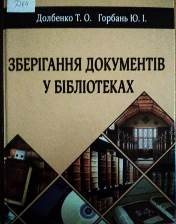 Долбенко Т. О. Горбань Ю. І.
ЗБЕРІГАННЯ ДОКУМЕНТІВ
У БІБЛІОТЕКАХ